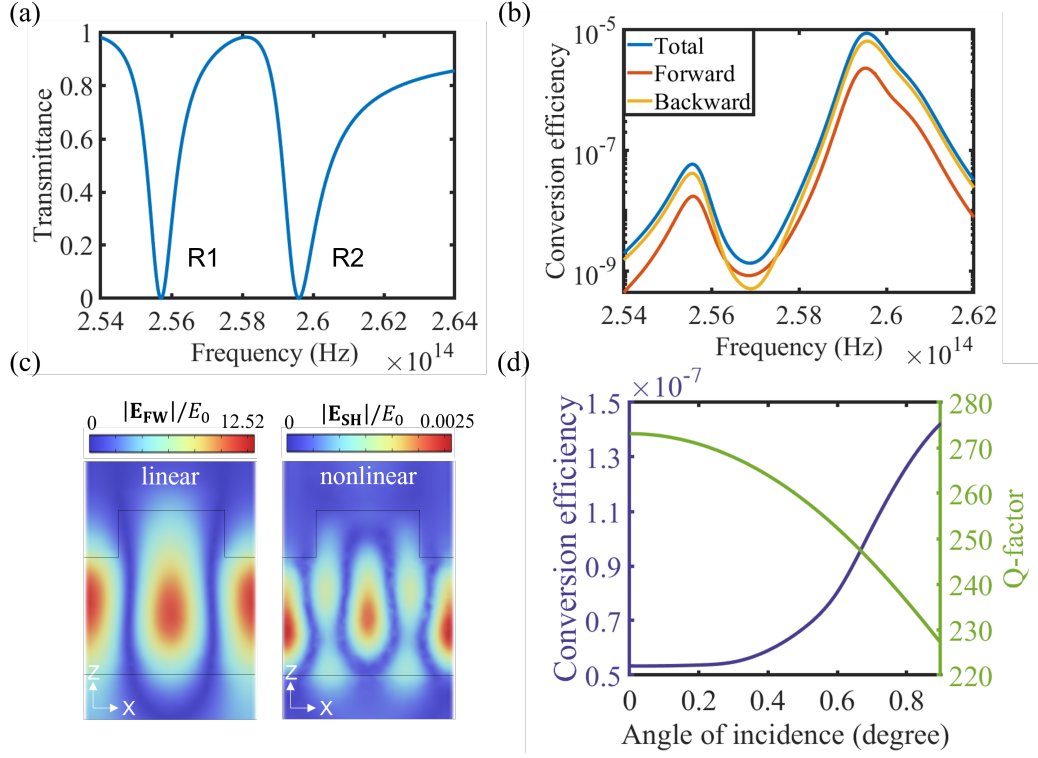 (a)
Transmittance
1
0.8
0.6
0.4
0.2
0
R1
R2
2.54
2.56
2.58
2.6
2.62
2.64
Frequency (Hz)
×10^14
(b)
Conversion efficiency
10^-5
10^-7
10^-9
Total
Forward
Backward
2.54
2.56
2.58
2.6
2.62
Frequency (Hz)
×10^14
(c)
|E_FW|/E_0
0
12.52
linear
Z
X
|E_SH|/E_0
0
0.0025
nonlinear
Z
X
(d)
×10^-7
Conversion efficiency
1.5
1.3
1.1
0.9
0.7
0.5
280
270
260
250
240
230
220
Q-factor
0
0.2
0.4
0.6
0.8
Angle of incidence (degree)